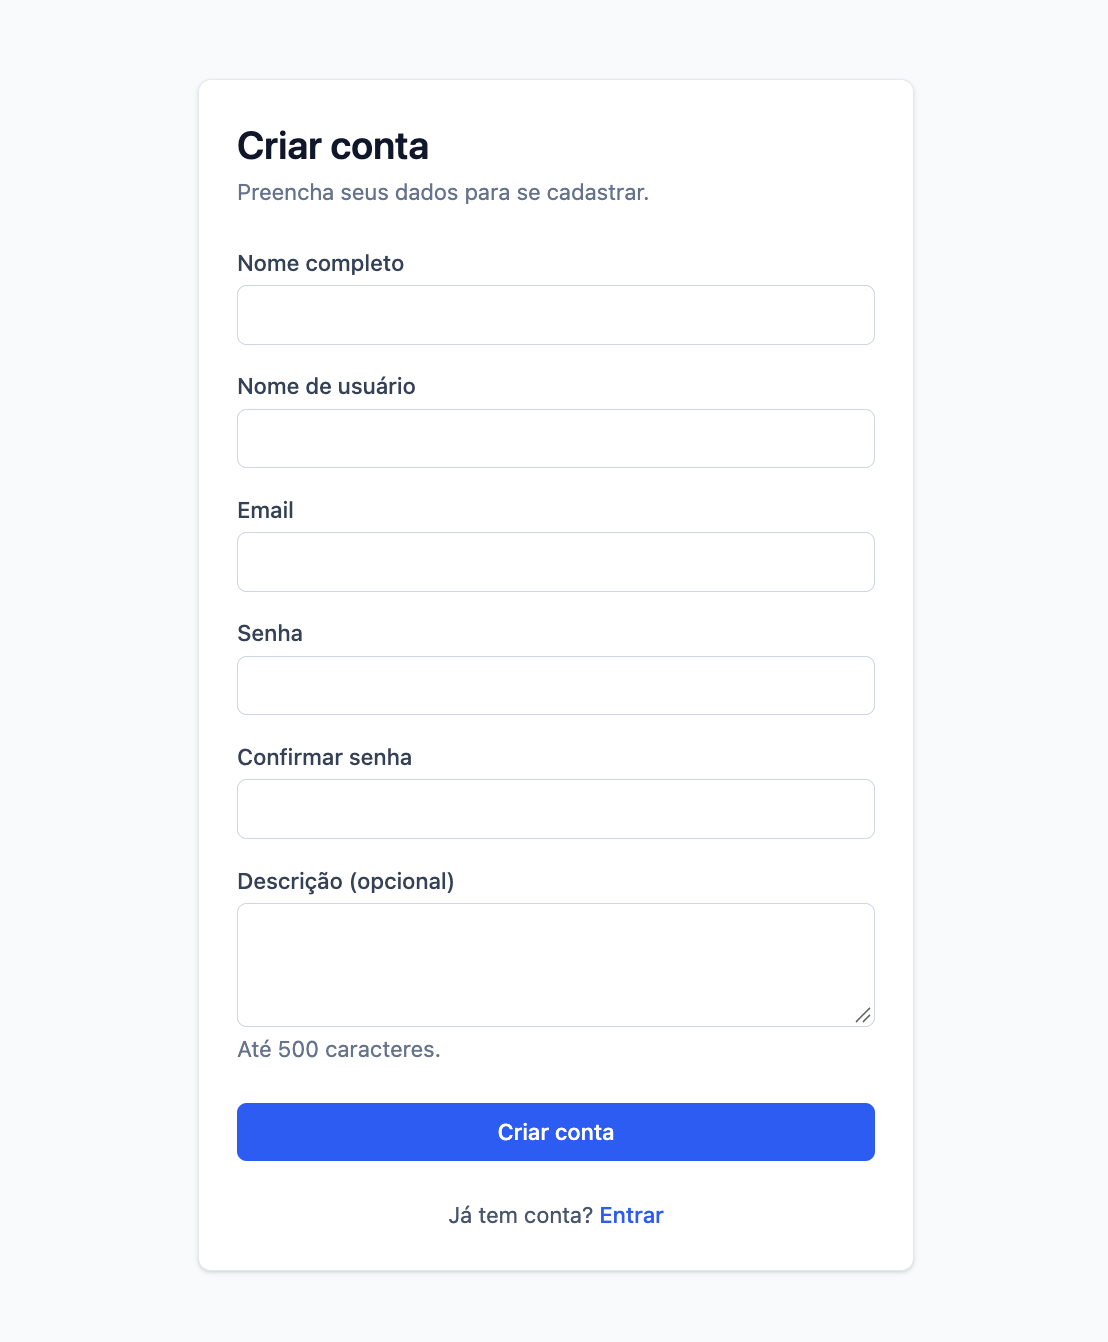 Criar conta
Preencha seus dados para se cadastrar.
Nome completo
Nome de usuário
Email
Senha
Confirmar senha
Descrição (opcional)
Até 500 caracteres.
Criar conta
Já tem conta? Entrar